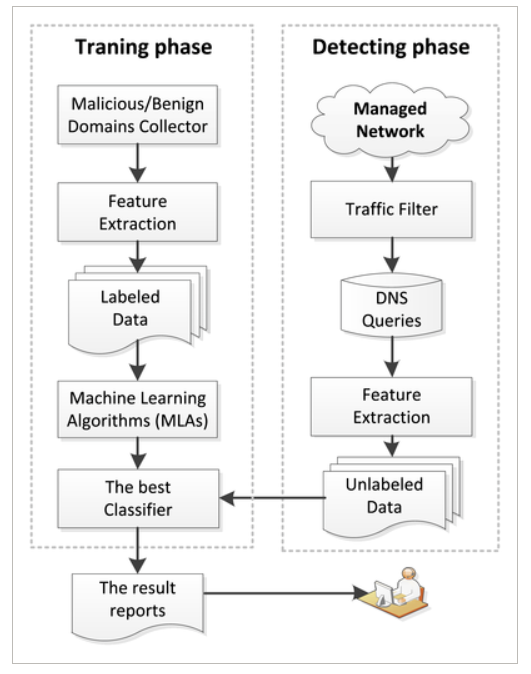 Traning phase
Malicious/Benign
Domains Collector
Feature
Extraction
Labeled
Data
Machine Learning
Algorithms (MLAs)
The best
Classifier
The result
reports
Detecting phase
Managed
Network
Traffic Filter
DNS
Queries
Feature
Extraction
Unlabeled
Data